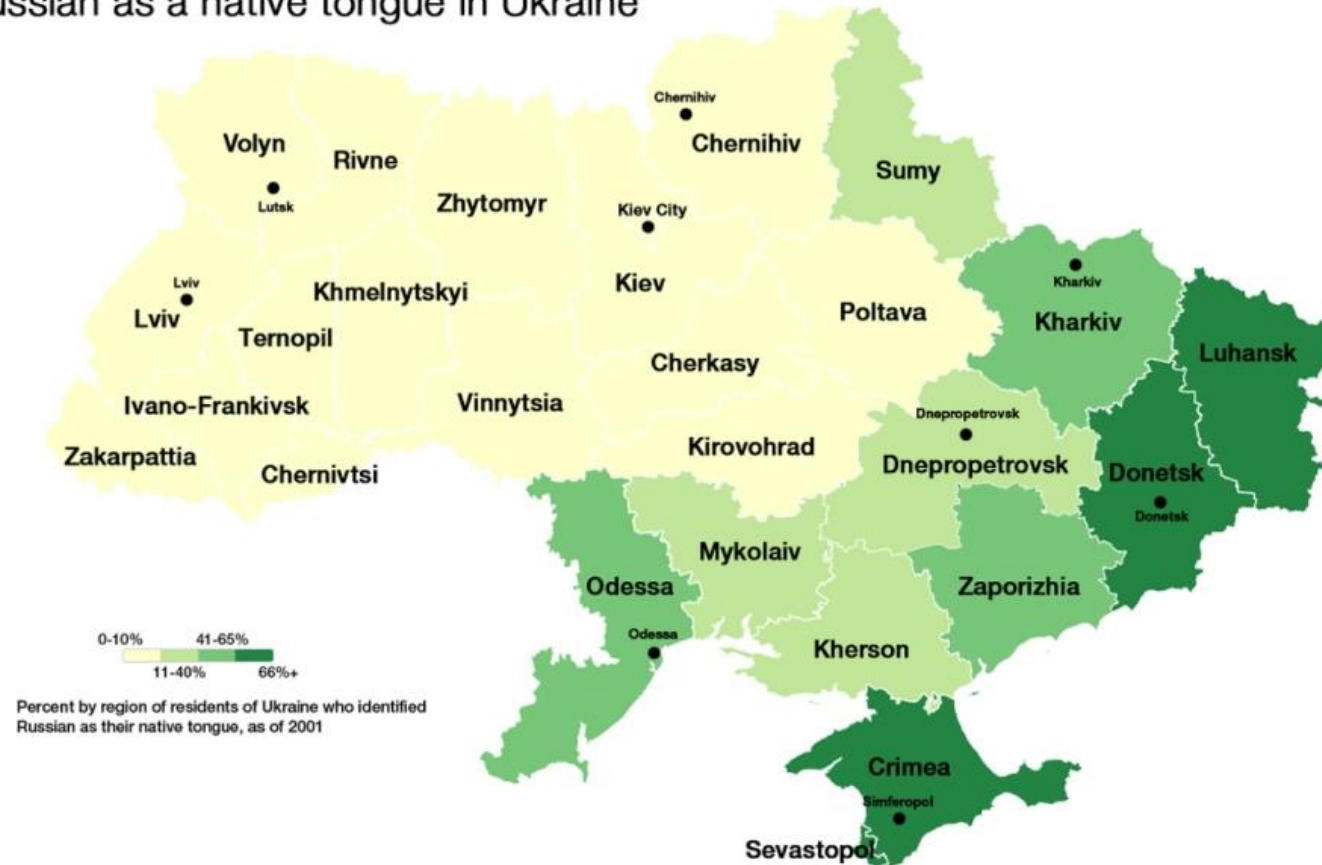 ussian as a native tongue in Ukraine
Chernihiv
Chernihiv
Volyn
Rivne
Sumy
Lutsk
Zhytomyr
Kiev City
Kharkiv
Lviv
Lviv
Khmelnytskyi
Kiev
Poltava
Kharkiv
Ternopil
Luhansk
Cherkasy
Ivano-Frankivsk
Vinnytsia
Dnepropetrovsk
Zakarpattia
Chernivtsi
Kirovohrad
Dnepropetrovsk
Donetsk
Donetsk
Mykolaiv
Odessa
Zaporizhia
Odessa
Kherson
0-10% 41-65%
11-40% 66%+
Percent by region of residents of Ukraine who identified
Russian as their native tongue, as of 2001
Crimea
Simferopol
Sevastopol